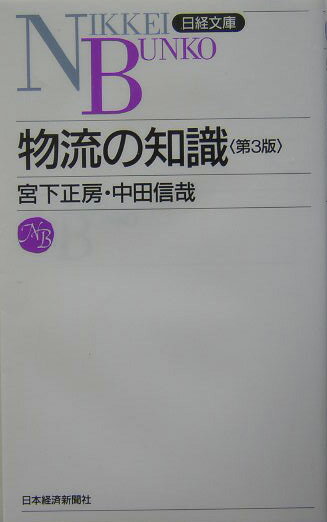 NIKKEI 日経文庫
BUNKO
物流の知識〈第3版〉
宮下正房・中田信哉
NB
日本経済新聞社